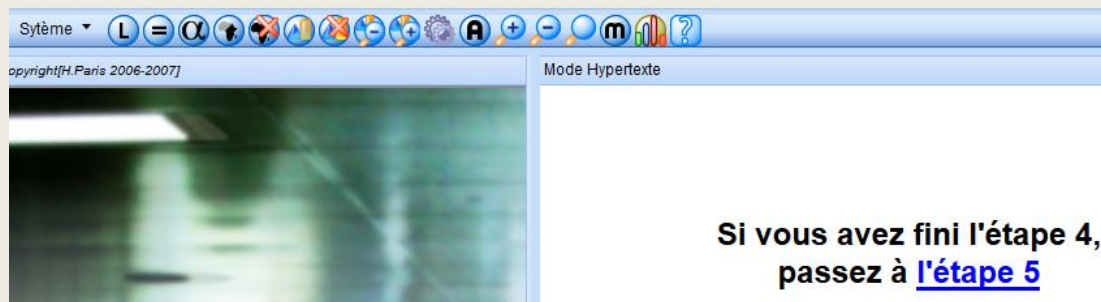 Sytème
L = α A m ?
opyright[H.Paris 2006-2007]
Mode Hypertexte
Si vous avez fini l'étape 4,
passez à l'étape 5